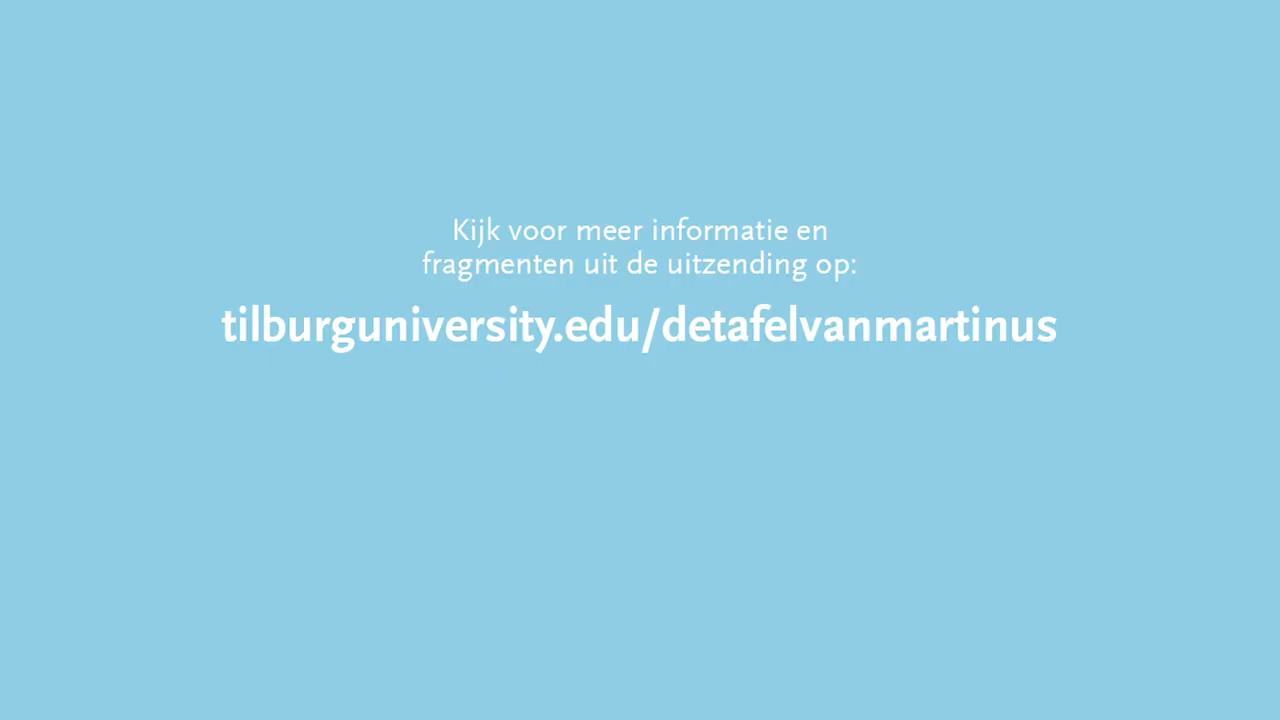 Kijk voor meer informatie en
fragmenten uit de uitzending op:
tilburguniversity.edu/detafelvanmartinus